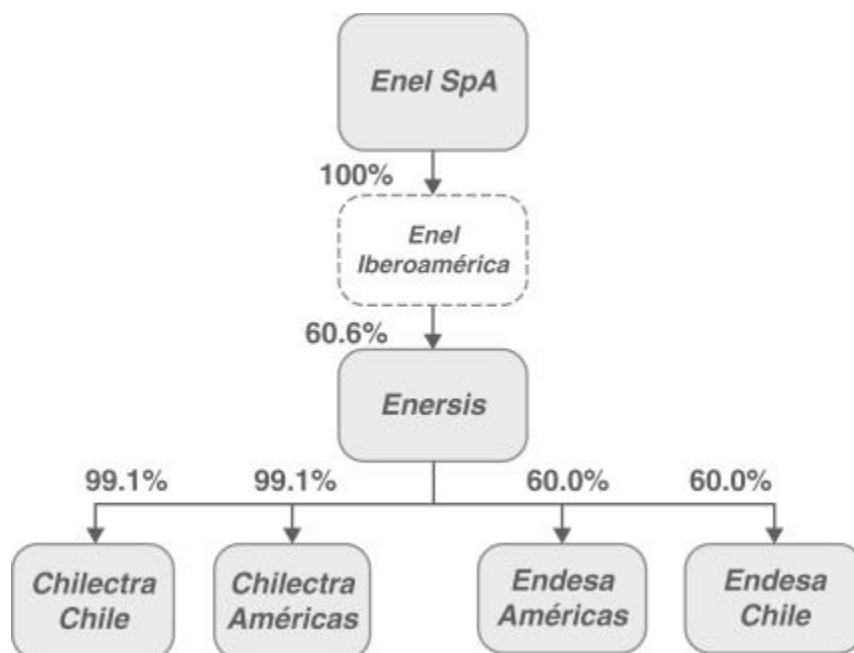 Enel SpA
100%
Enel
Iberoamérica
60.6%
Enersis
99.1% 99.1% 60.0% 60.0%
Chilectra
Chile
Chilectra
Américas
Endesa
Américas
Endesa
Chile